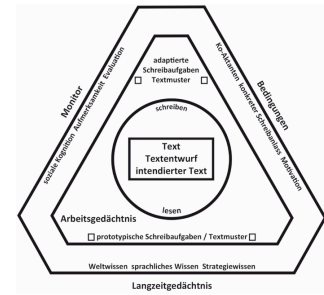 adaptierte
Schreibaufgaben
Textmuster
Monitor
soziale Kognition Aufmerksamkeit Evaluation
Bedingungen
Ko-Aktanten konkreter Schreibanlass Motivation
schreiben
Text
Textentwurf
intendierter Text
lesen
Arbeitsgedächtnis
prototypische Schreibaufgaben / Textmuster
Weltwissen sprachliches Wissen Strategiewissen
Langzeitgedächtnis